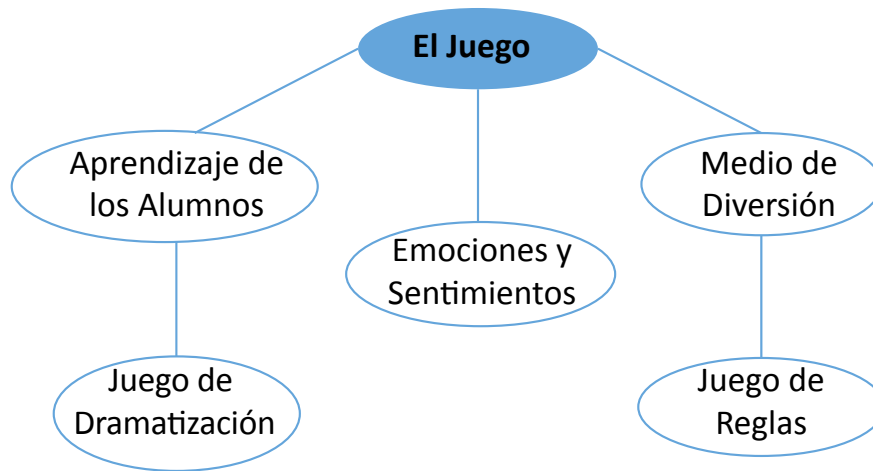 El Juego
Aprendizaje de
los Alumnos
Medio de
Diversión
Emociones y
Sentimientos
Juego de
Dramatización
Juego de
Reglas